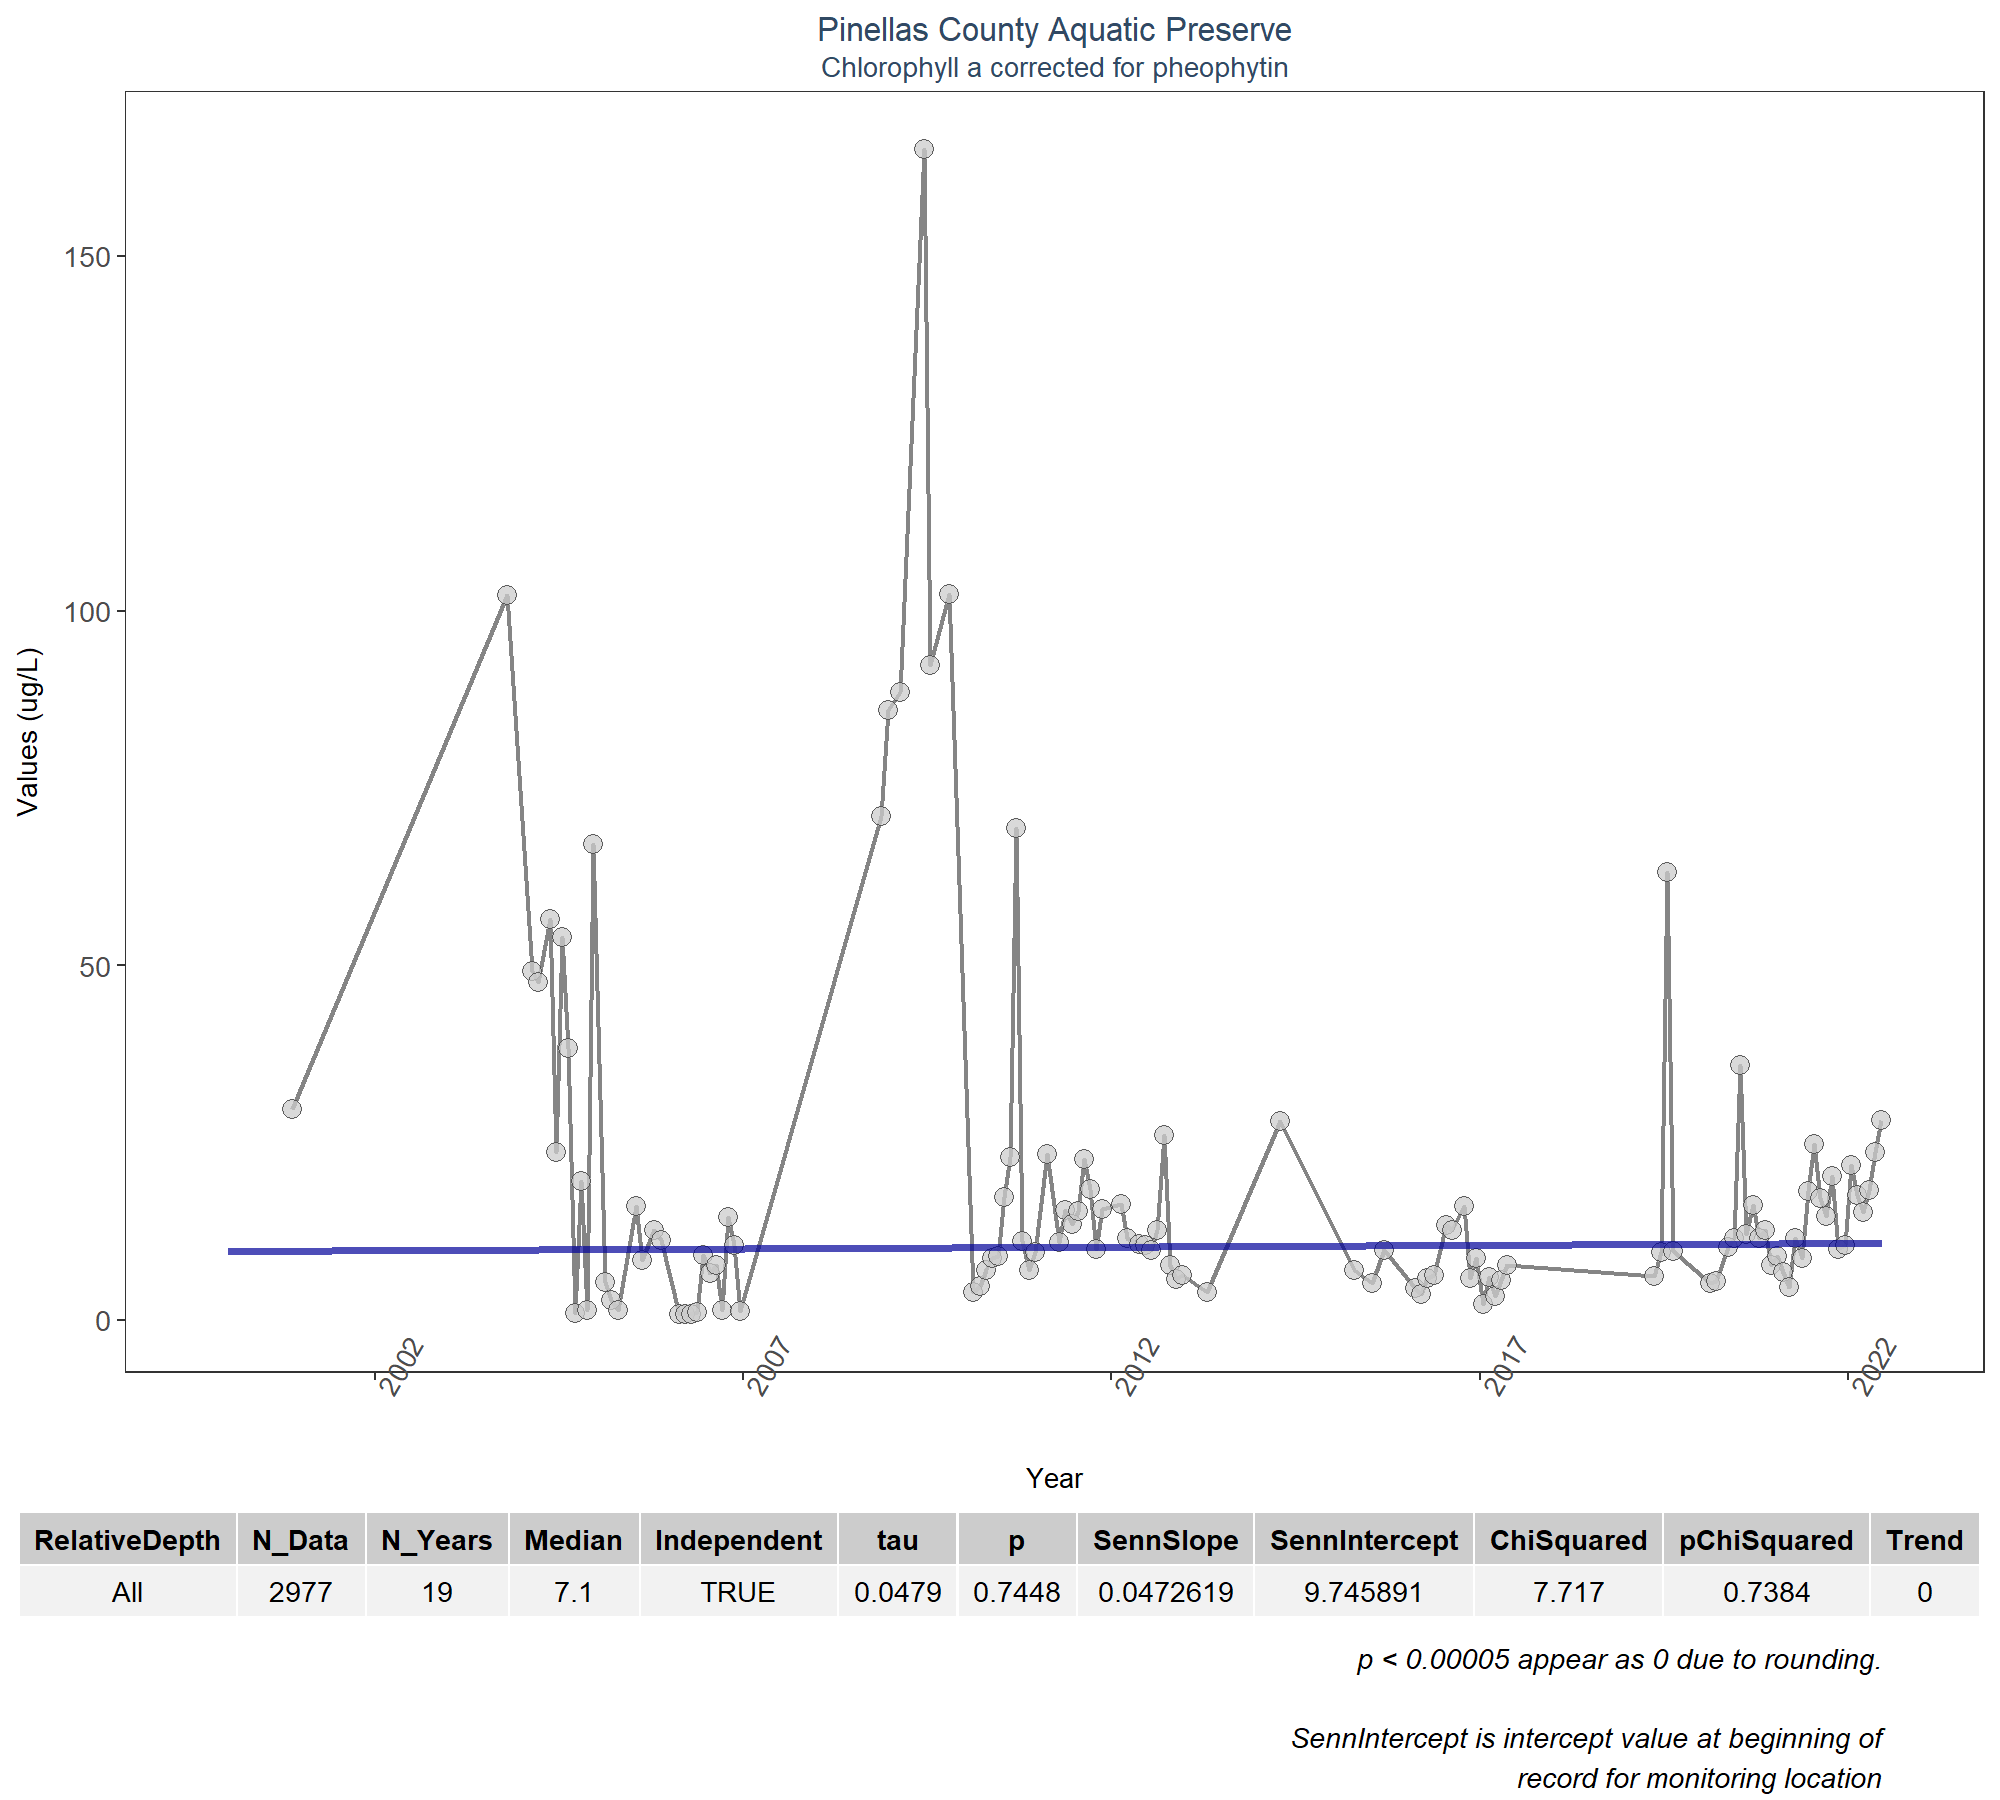 Pinellas County Aquatic Preserve
Chlorophyll a corrected for pheophytin
Values (ug/L)
150
100
50
0
2002 2007 2012 2017 2022
Year
RelativeDepth N_Data N_Years Median Independent tau p SennSlope SennIntercept ChiSquared pChiSquared Trend
All 2977 19 7.1 TRUE 0.0479 0.7448 0.0472619 9.745891 7.717 0.7384 0
p < 0.00005 appear as 0 due to rounding.
SennIntercept is intercept value at beginning of
record for monitoring location